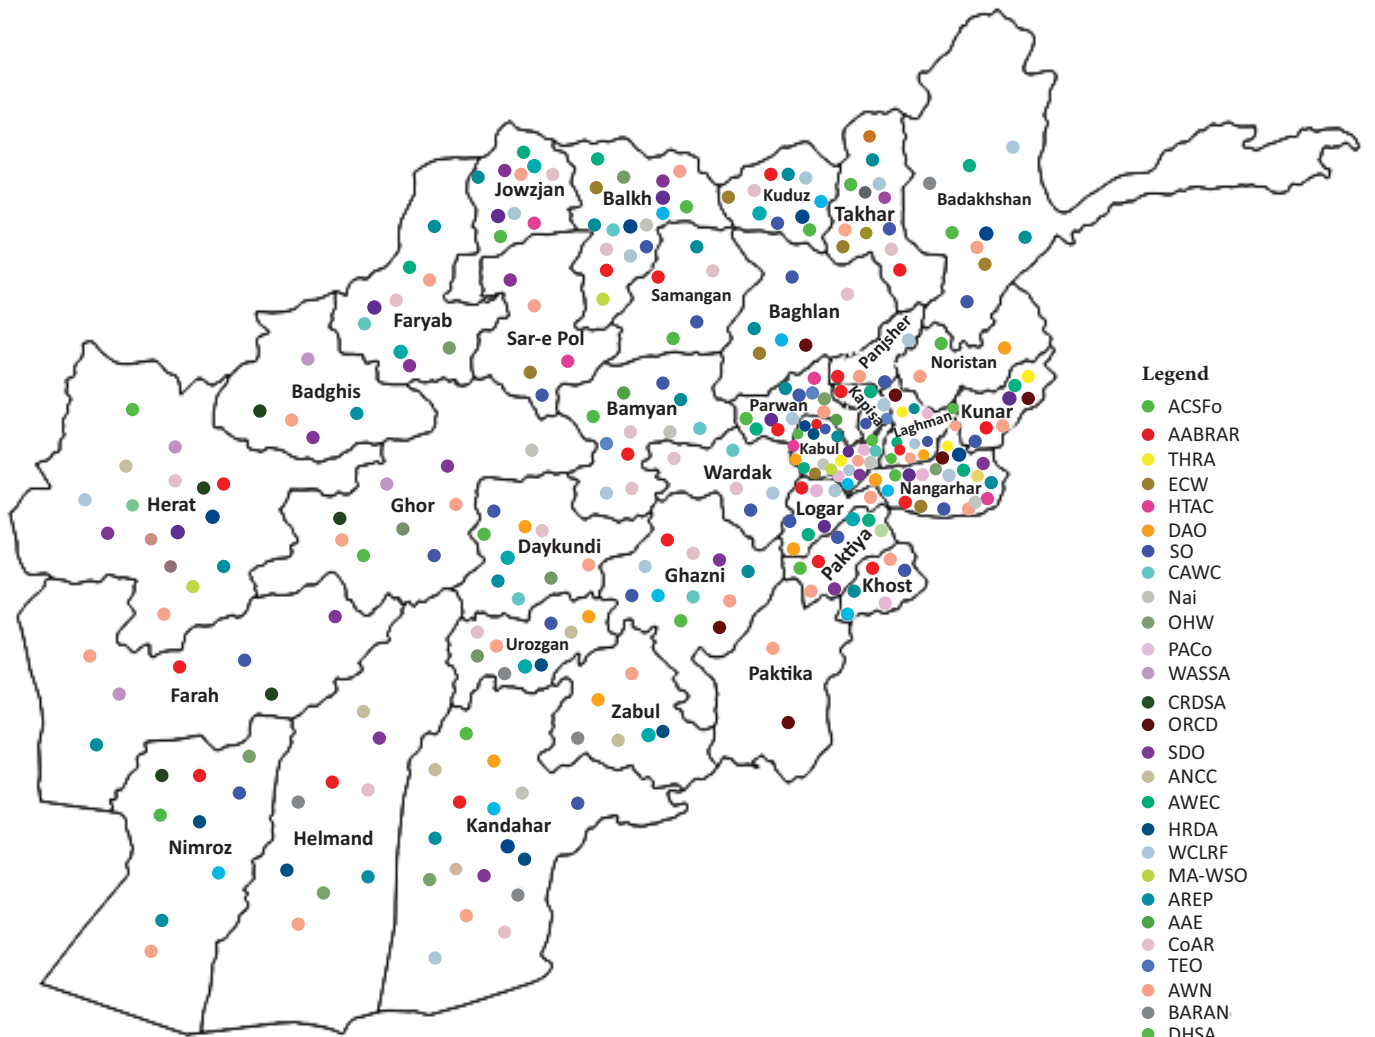 Jowzjan
Balkh
Kuduz
Takhar
Badakhshan
Faryab
Sar-e Pol
Samangan
Baghlan
Panjsher
Noristan
Badghis
Bamyan
Parwan
Kapisa
Laghman
Kunar
Kabul
Herat
Ghor
Wardak
Nangarhar
Logar
Daykundi
Ghazni
Paktiya
Khost
Urozgan
Paktika
Farah
Zabul
Nimroz
Helmand
Kandahar
Legend
ACSFo
AABRAR
THRA
ECW
HTAC
DAO
SO
CAWC
Nai
OHW
PACo
WASSA
CRDSA
ORCD
SDO
ANCC
AWEC
HRDA
WCLRF
MA-WSO
AREP
AAE
CoAR
TEO
AWN
BARAN
DHSA